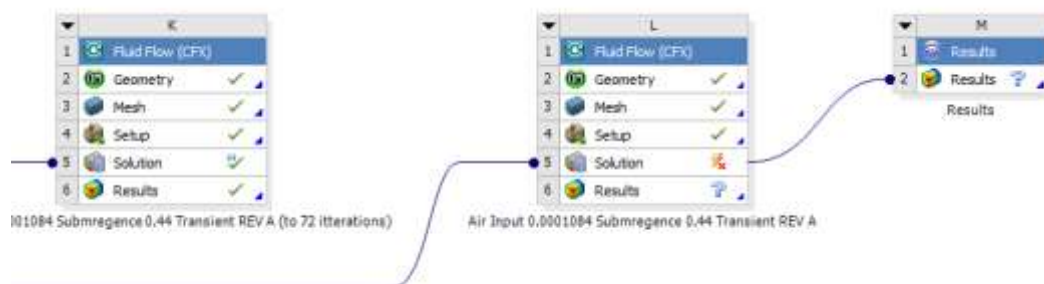 K
1 Fluid Flow (CFX)
2 Geometry
3 Mesh
4 Setup
5 Solution
6 Results
01084 Submregence 0.44 Transient REV A (to 72 itterations)
L
1 Fluid Flow (CFX)
2 Geometry
3 Mesh
4 Setup
5 Solution
6 Results
Air Input 0.0001084 Submregence 0.44 Transient REV A
M
1 Results
2 Results
Results